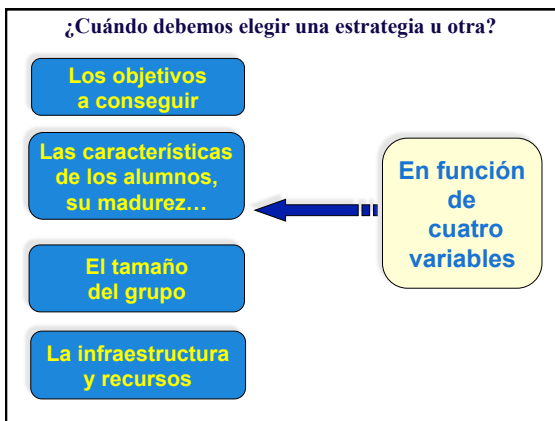 ¿Cuándo debemos elegir una estrategia u otra?
Los objetivos
a conseguir
Las características
de los alumnos,
su madurez…
El tamaño
del grupo
La infraestructura
y recursos
En función
de
cuatro
variables